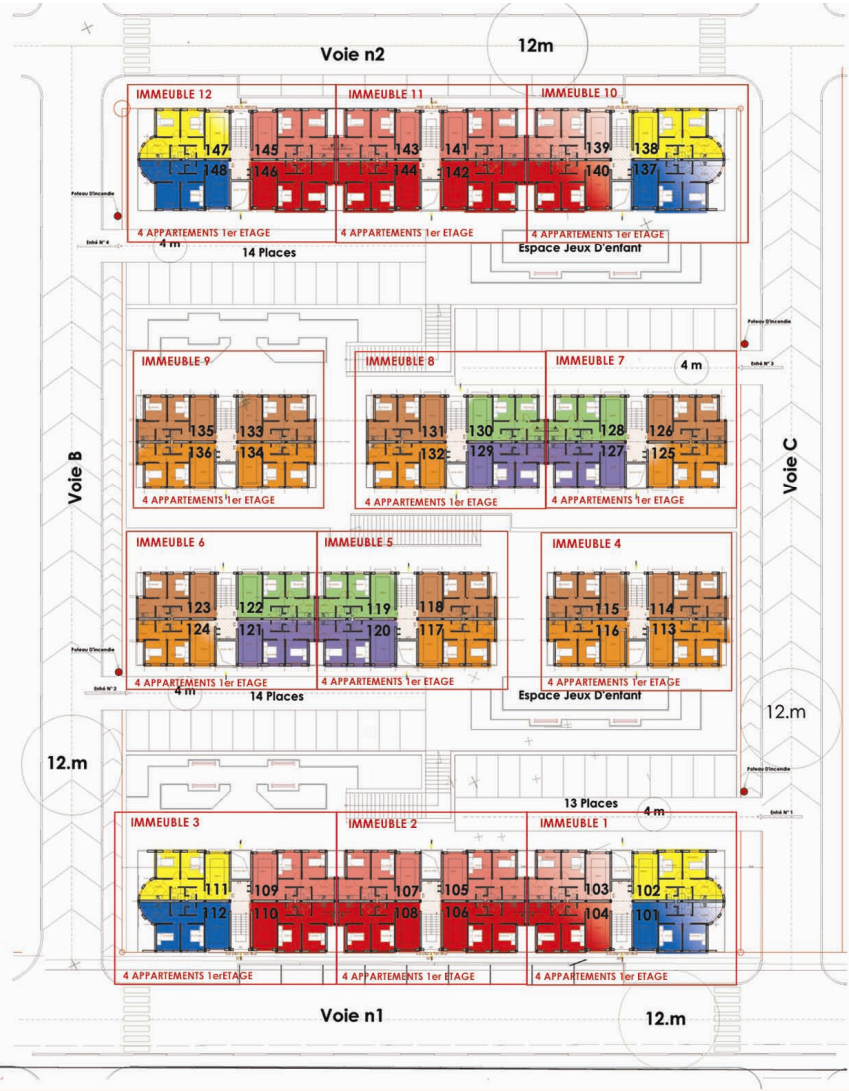 Voie n2
12m
IMMEUBLE 12
IMMEUBLE 11
IMMEUBLE 10
147
145
143
141
139
138
148
146
144
142
140
137
Poteau D'incendie
4 APPARTEMENTS 1er ETAGE
4 APPARTEMENTS 1er ETAGE
4 APPARTEMENTS 1er ETAGE
Entré N° 4
4 m
14 Places
Espace Jeux D'enfant
Poteau D'incendie
IMMEUBLE 9
IMMEUBLE 8
IMMEUBLE 7
4 m
Entré N° 3
135
133
131
130
128
126
136
134
132
129
127
125
Voie B
Voie C
4 APPARTEMENTS 1er ETAGE
4 APPARTEMENTS 1er ETAGE
4 APPARTEMENTS 1er ETAGE
IMMEUBLE 6
IMMEUBLE 5
IMMEUBLE 4
123
122
119
118
115
114
124
121
120
117
116
113
Poteau D'incendie
4 APPARTEMENTS 1er ETAGE
4 APPARTEMENTS 1er ETAGE
4 APPARTEMENTS 1er ETAGE
Entré N° 2
4 m
14 Places
Espace Jeux D'enfant
12.m
12.m
Poteau D'incendie
13 Places
4 m
Entré N° 1
IMMEUBLE 3
IMMEUBLE 2
IMMEUBLE 1
111
109
107
105
103
102
112
110
108
106
104
101
4 APPARTEMENTS 1erETAGE
4 APPARTEMENTS 1er ETAGE
4 APPARTEMENTS 1er ETAGE
Voie n1
12.m